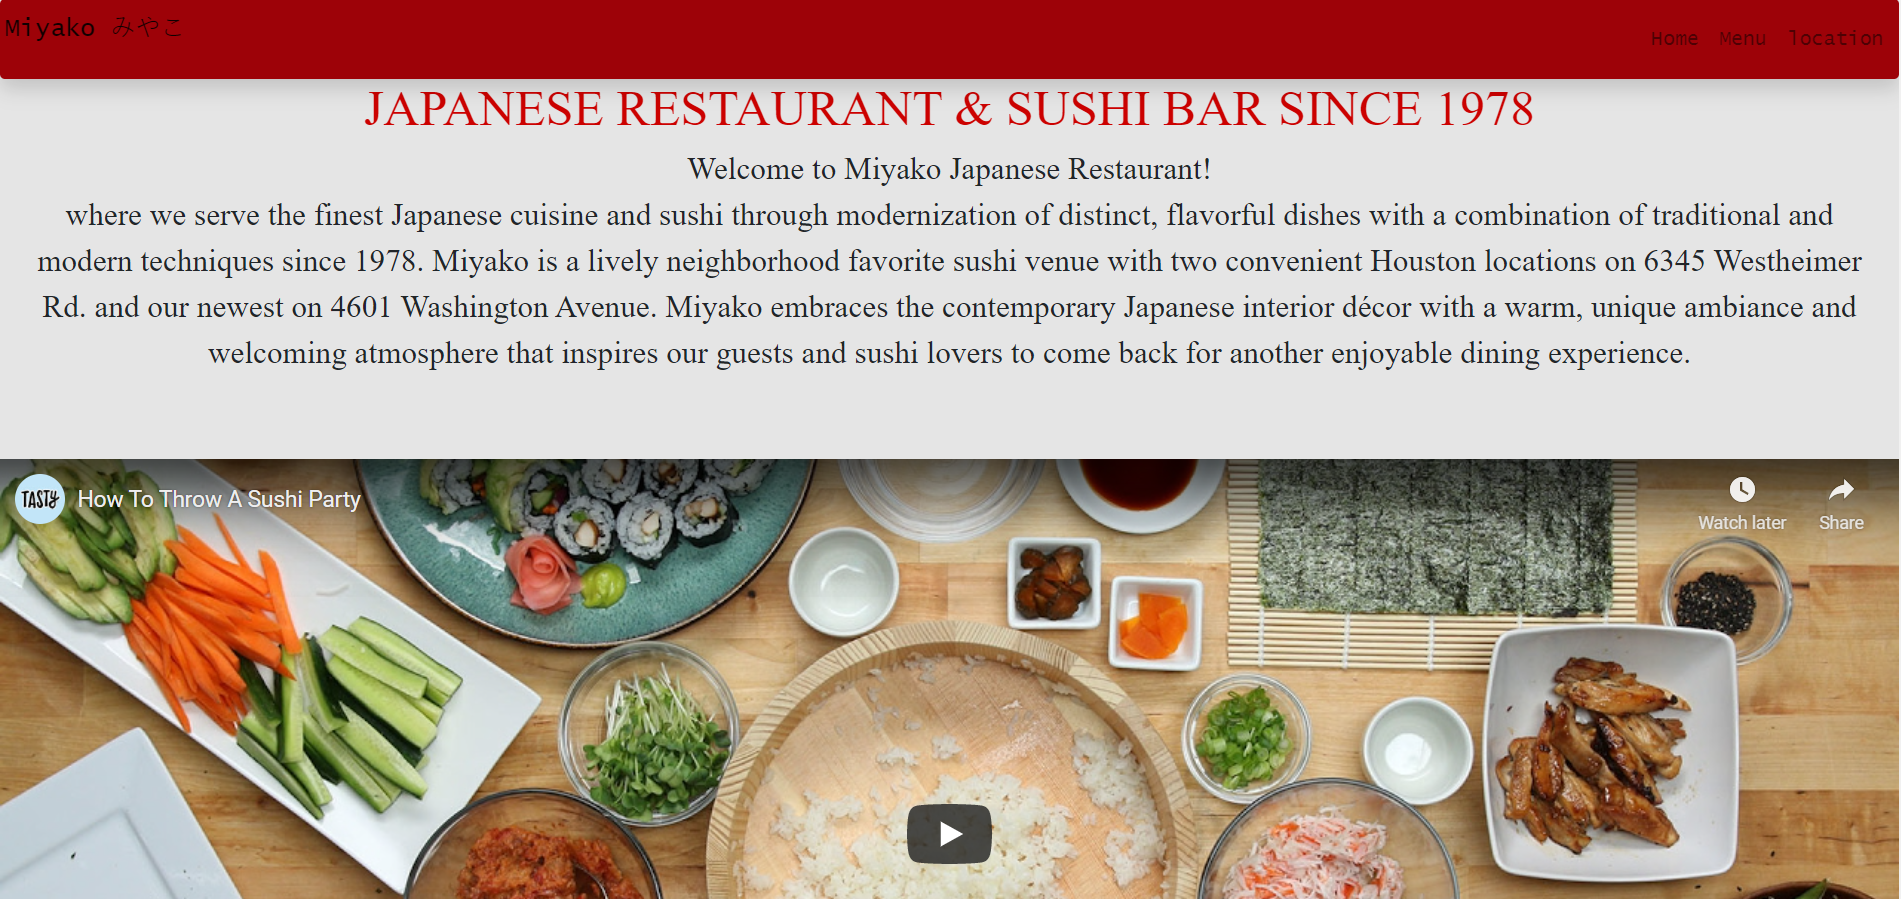 Miyako みやこ
Home Menu location
JAPANESE RESTAURANT & SUSHI BAR SINCE 1978
Welcome to Miyako Japanese Restaurant!
where we serve the finest Japanese cuisine and sushi through modernization of distinct, flavorful dishes with a combination of traditional and
modern techniques since 1978. Miyako is a lively neighborhood favorite sushi venue with two convenient Houston locations on 6345 Westheimer
Rd. and our newest on 4601 Washington Avenue. Miyako embraces the contemporary Japanese interior décor with a warm, unique ambiance and
welcoming atmosphere that inspires our guests and sushi lovers to come back for another enjoyable dining experience.
TASTY How To Throw A Sushi Party
Watch later Share